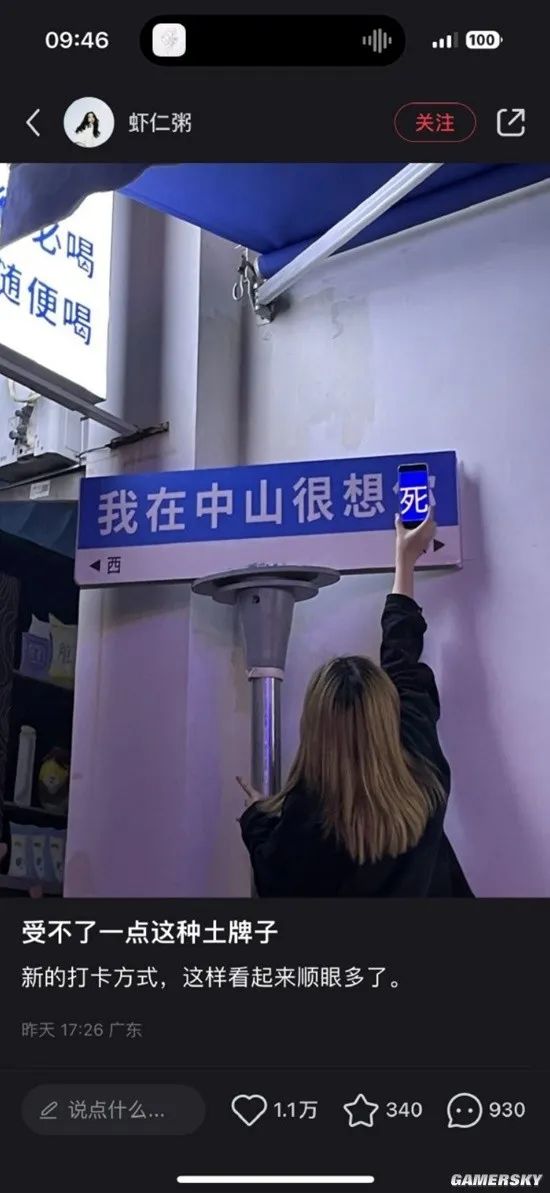 09:46
100
虾仁粥
关注
必喝
随便喝
我在中山很想
死
西
受不了一点这种土牌子
新的打卡方式，这样看起来顺眼多了。
昨天 17:26 广东
说点什么...
1.1万
340
930
GAMERSKY